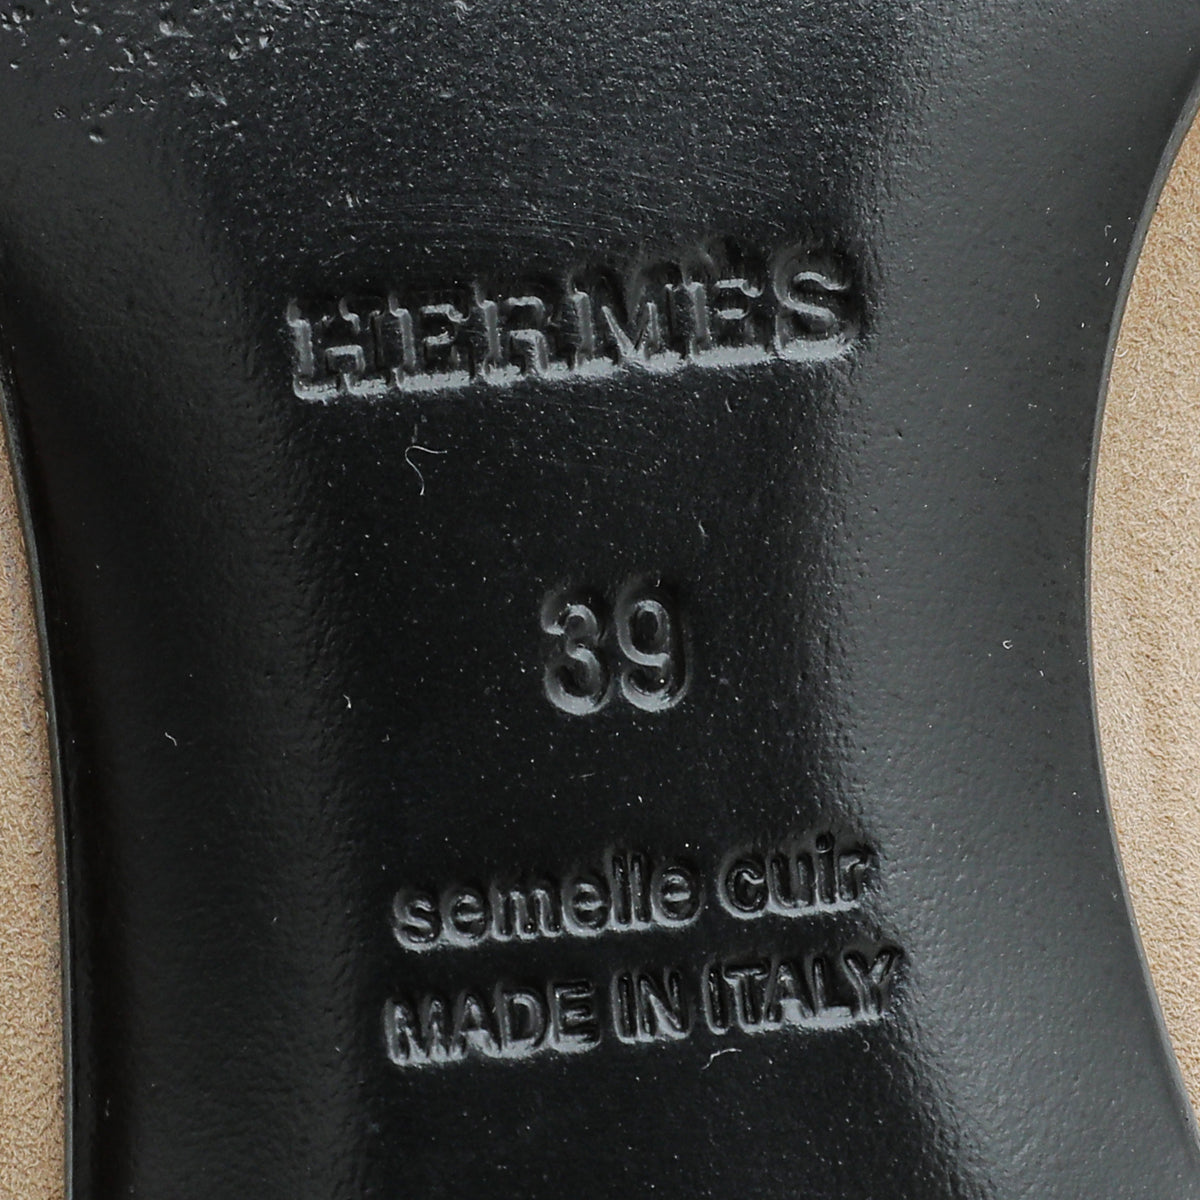 HERMES
39
semelle cuir
MADE IN ITALY